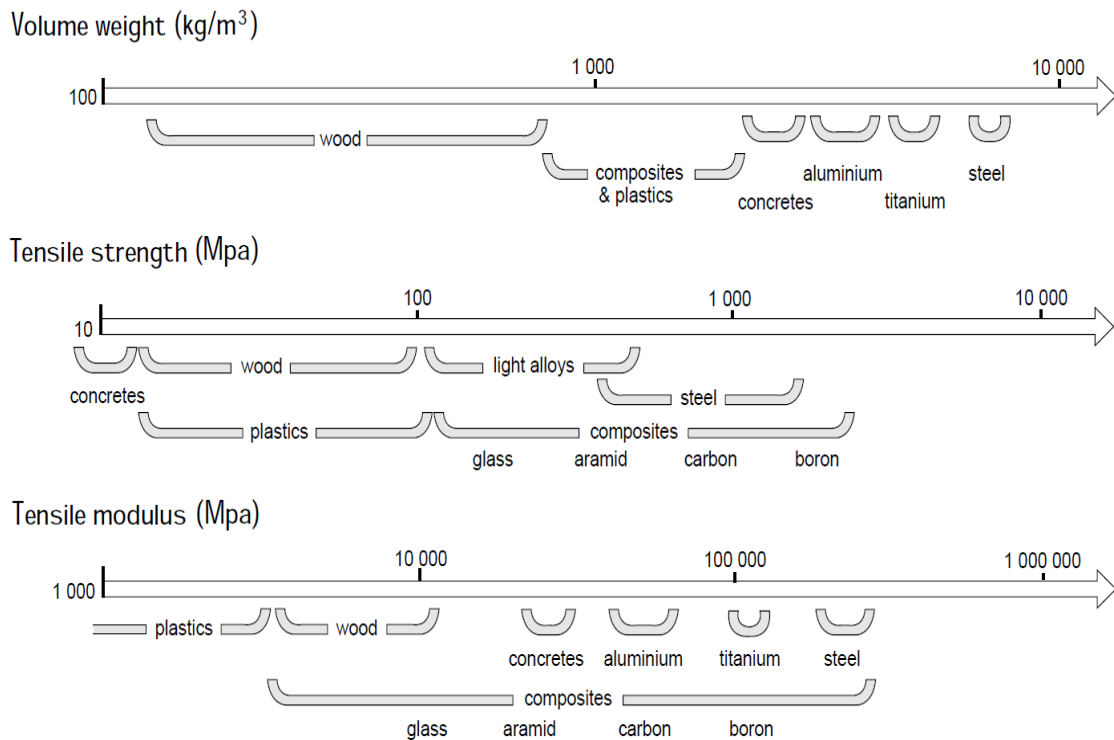 Volume weight (kg/m³)
100
1 000
10 000
wood
composites
& plastics
concretes
aluminium
titanium
steel
Tensile strength (Mpa)
10
100
1 000
10 000
concretes
wood
light alloys
steel
plastics
composites
glass aramid carbon boron
Tensile modulus (Mpa)
1 000
10 000
100 000
1 000 000
plastics
wood
concretes
aluminium
titanium
steel
composites
glass aramid carbon boron